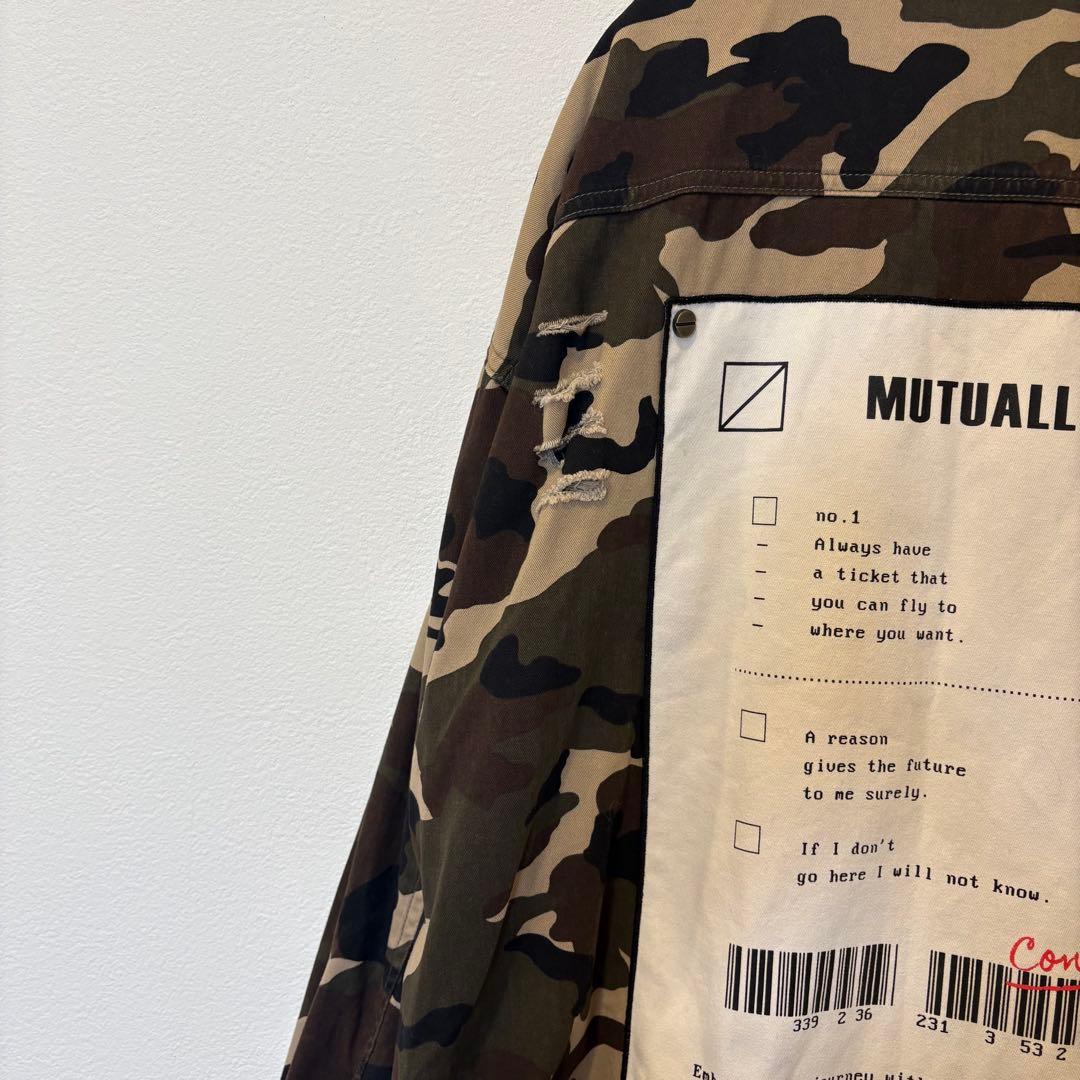 MUTUALL
no.1
Always have
a ticket that
you can fly to
where you want.
A reason
gives the future
to me surely.
If I don't
go here I will not know.
Con
339 2 36
231 3 53 2